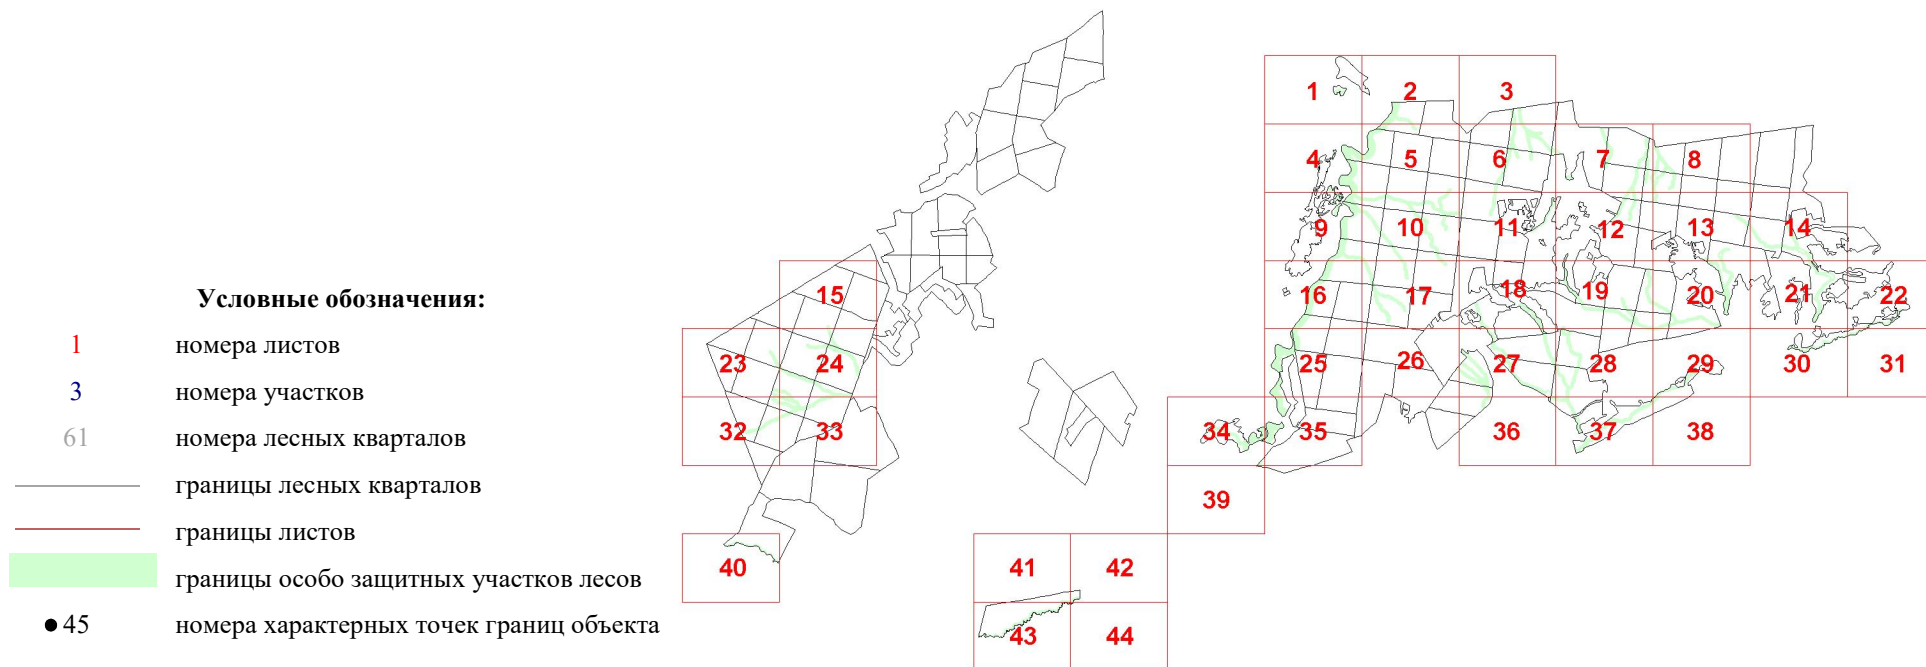 Условные обозначения:
1 номера листов
3 номера участков
61 номера лесных кварталов
границы лесных кварталов
границы листов
границы особо защитных участков лесов
45 номера характерных точек границ объекта
1 2 3
4 5 6 7 8
9 10 11 12 13 14
15 16 17 18 19 20 21 22
23 24 25 26 27 28 29 30 31
32 33 34 35 36 37 38
39
40 41 42
43 44